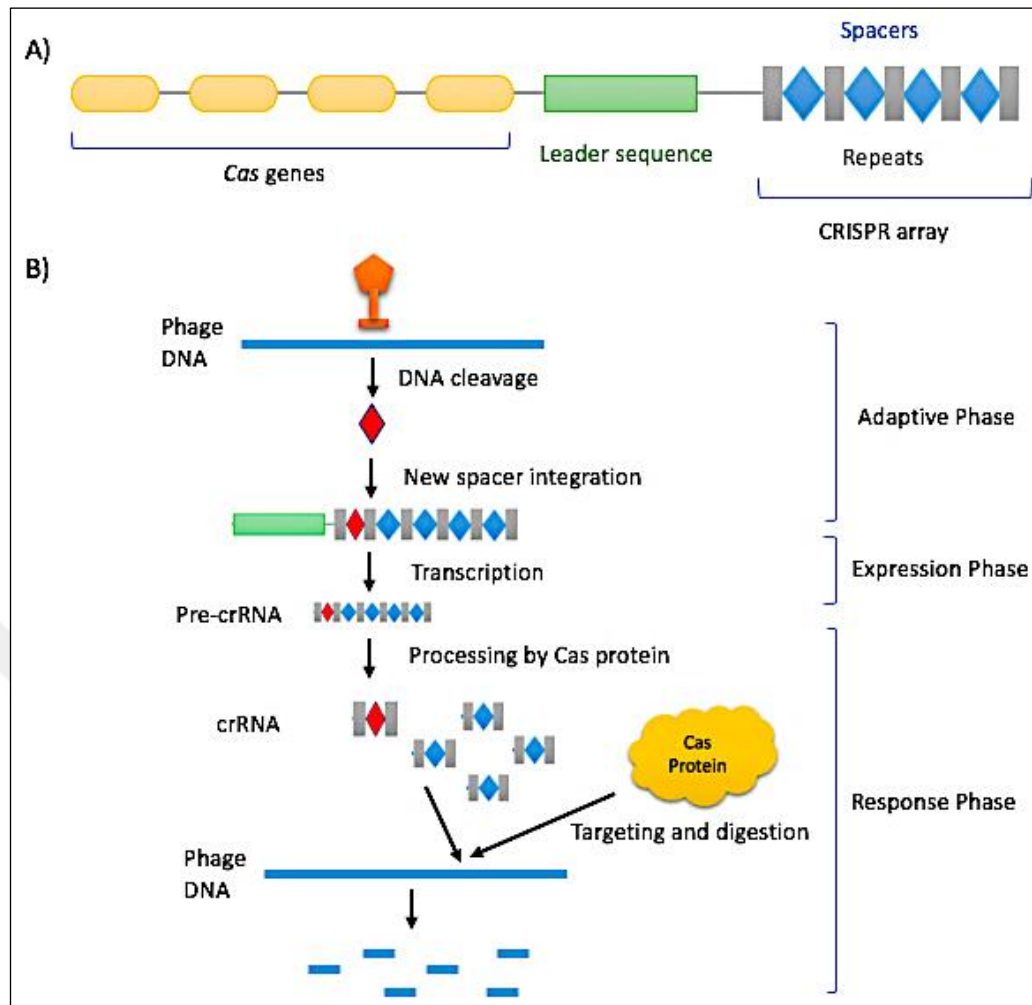 A)
Spacers
Cas genes
Leader sequence
Repeats
CRISPR array
B)
Phage
DNA
DNA cleavage
New spacer integration
Adaptive Phase
Transcription
Expression Phase
Pre-crRNA
Processing by Cas protein
crRNA
Cas
Protein
Targeting and digestion
Response Phase
Phage
DNA